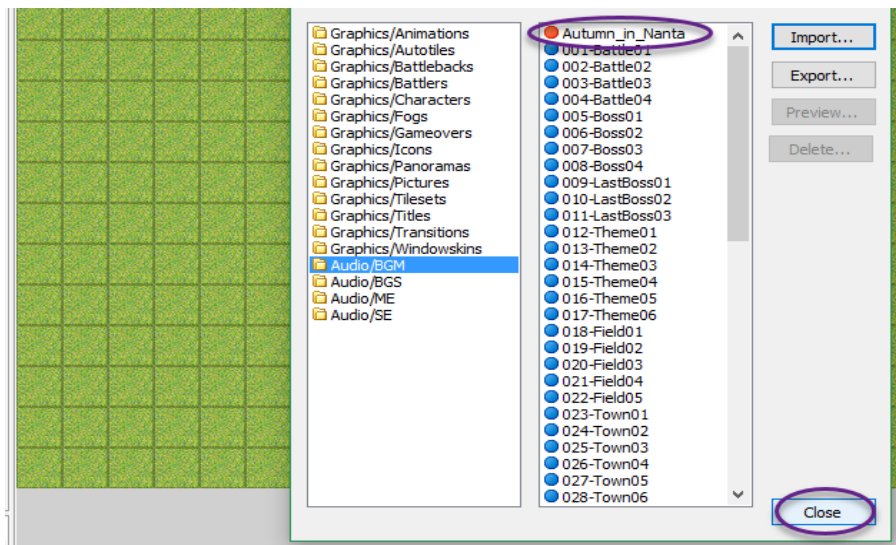 Graphics/Animations
Graphics/Autotiles
Graphics/Battlebacks
Graphics/Battlers
Graphics/Characters
Graphics/Fogs
Graphics/Gameovers
Graphics/Icons
Graphics/Panoramas
Graphics/Pictures
Graphics/Tilesets
Graphics/Titles
Graphics/Transitions
Graphics/Windowskins
Audio/BGM
Audio/BGS
Audio/ME
Audio/SE
Autumn_in_Nanta
001-Battle01
002-Battle02
003-Battle03
004-Battle04
005-Boss01
006-Boss02
007-Boss03
008-Boss04
009-LastBoss01
010-LastBoss02
011-LastBoss03
012-Theme01
013-Theme02
014-Theme03
015-Theme04
016-Theme05
017-Theme06
018-Field01
019-Field02
020-Field03
021-Field04
022-Field05
023-Town01
024-Town02
025-Town03
026-Town04
027-Town05
028-Town06
Import...
Export...
Preview...
Delete...
Close